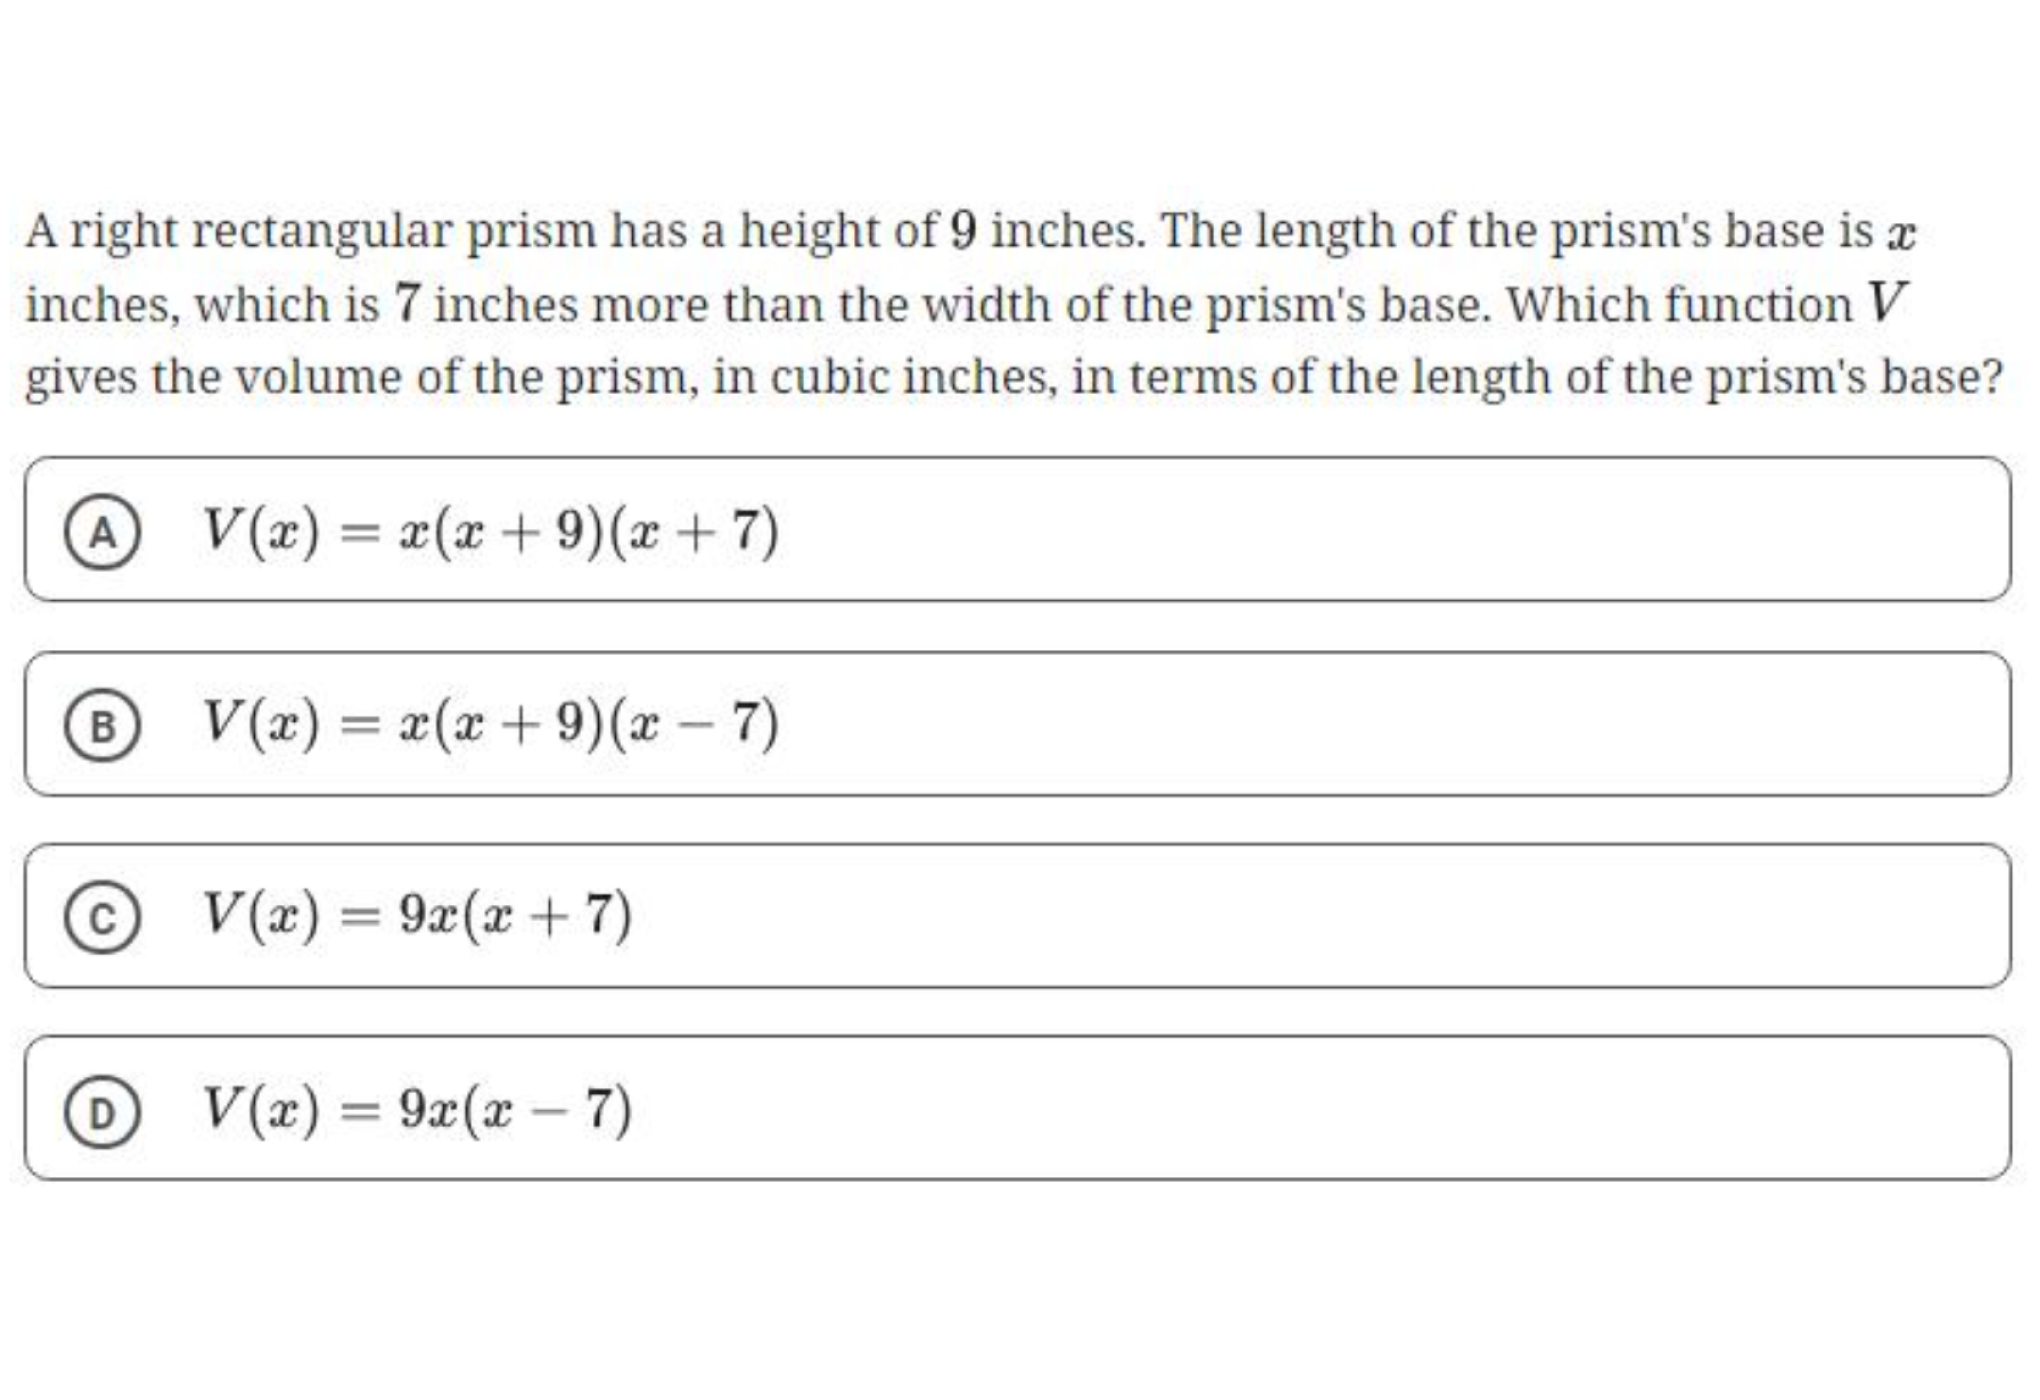 A right rectangular prism has a height of 9 inches. The length of the prism's base is x
inches, which is 7 inches more than the width of the prism's base. Which function V
gives the volume of the prism, in cubic inches, in terms of the length of the prism's base?
A V(x) = x(x + 9)(x + 7)
B V(x) = x(x + 9)(x − 7)
C V(x) = 9x(x + 7)
D V(x) = 9x(x − 7)